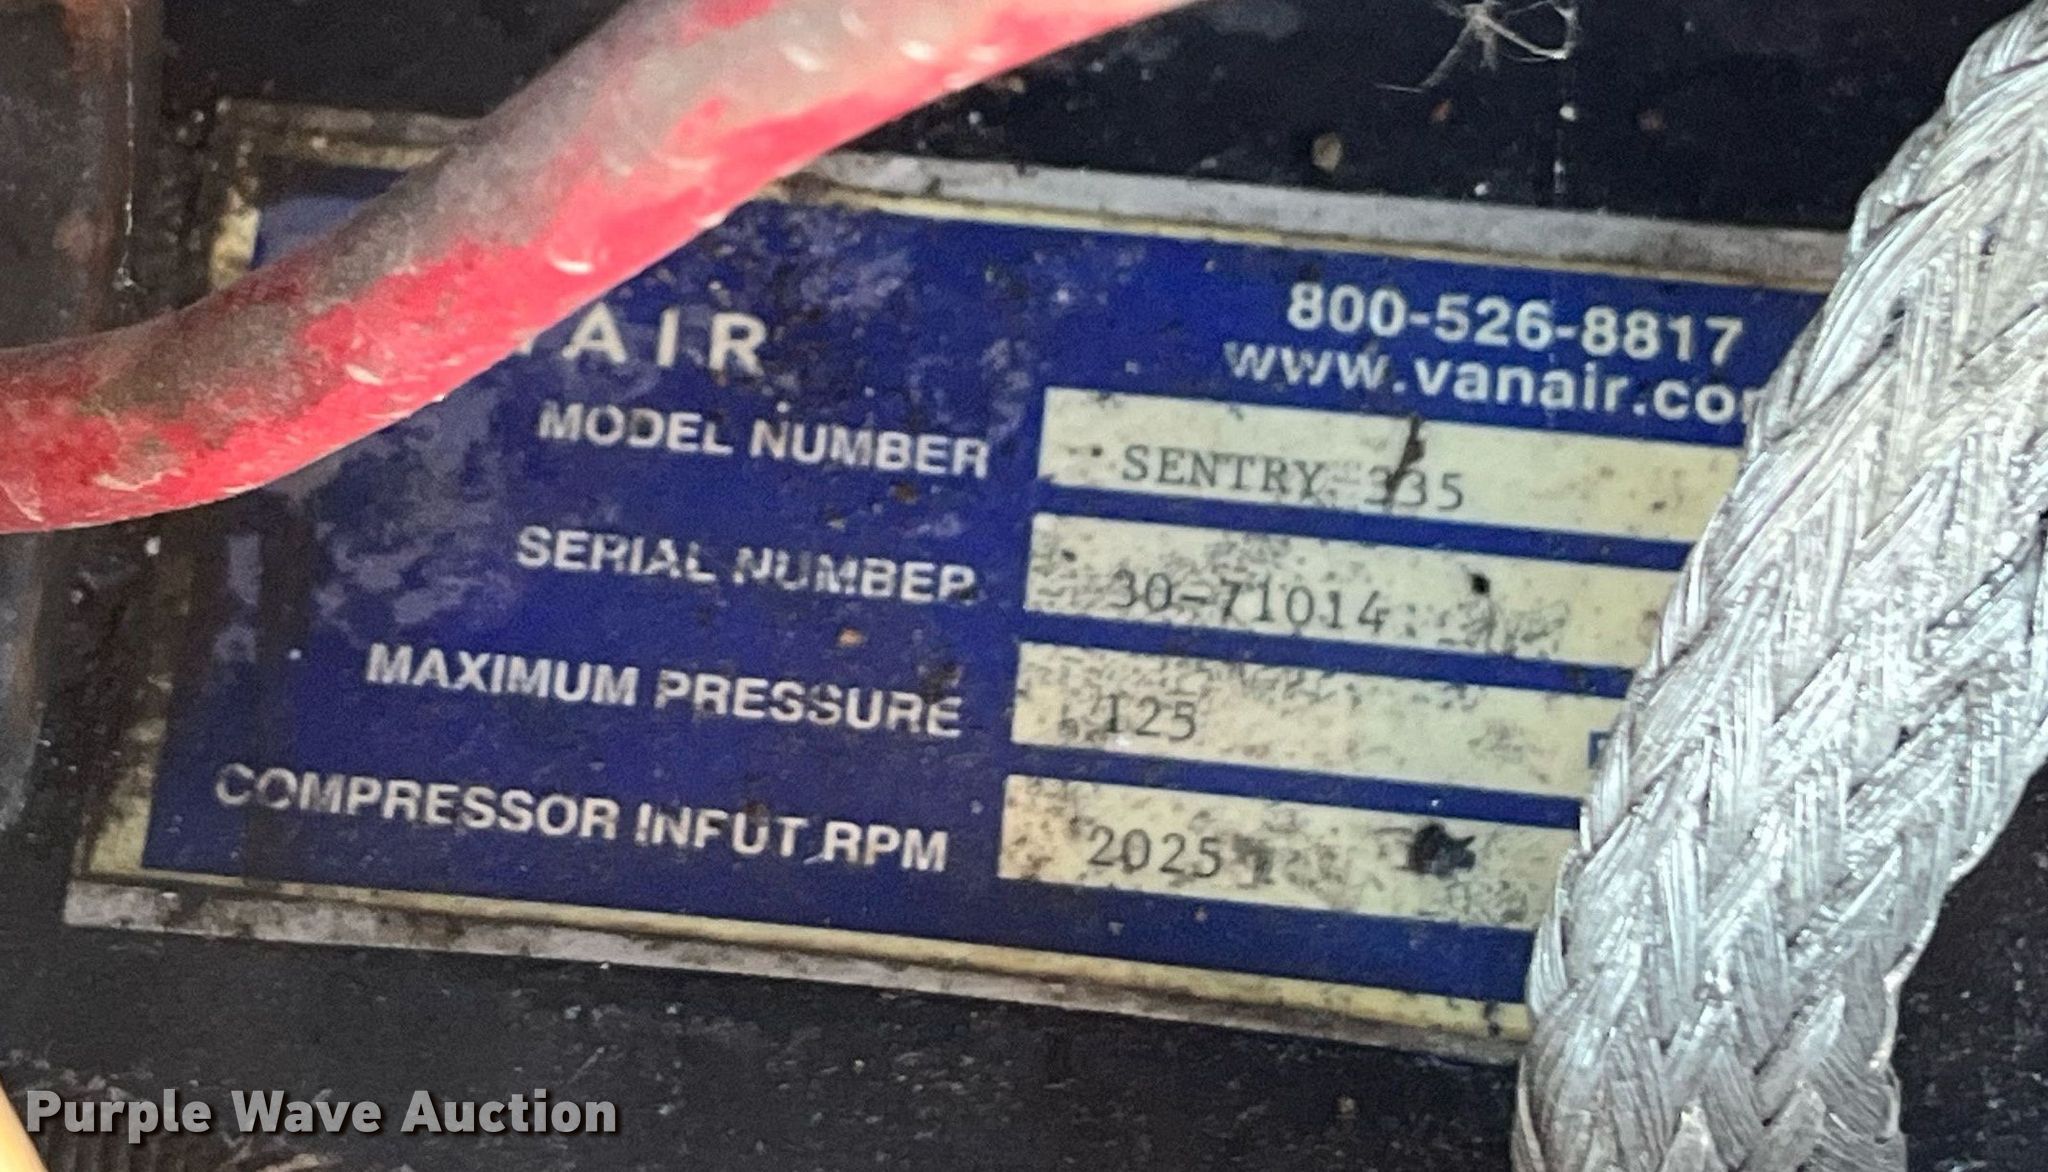 AIR
800-526-8817
www.vanair.co
MODEL NUMBER SENTRY 335
SERIAL NUMBER 30-71014
MAXIMUM PRESSURE 125
COMPRESSOR INPUT RPM 2025
Purple Wave Auction